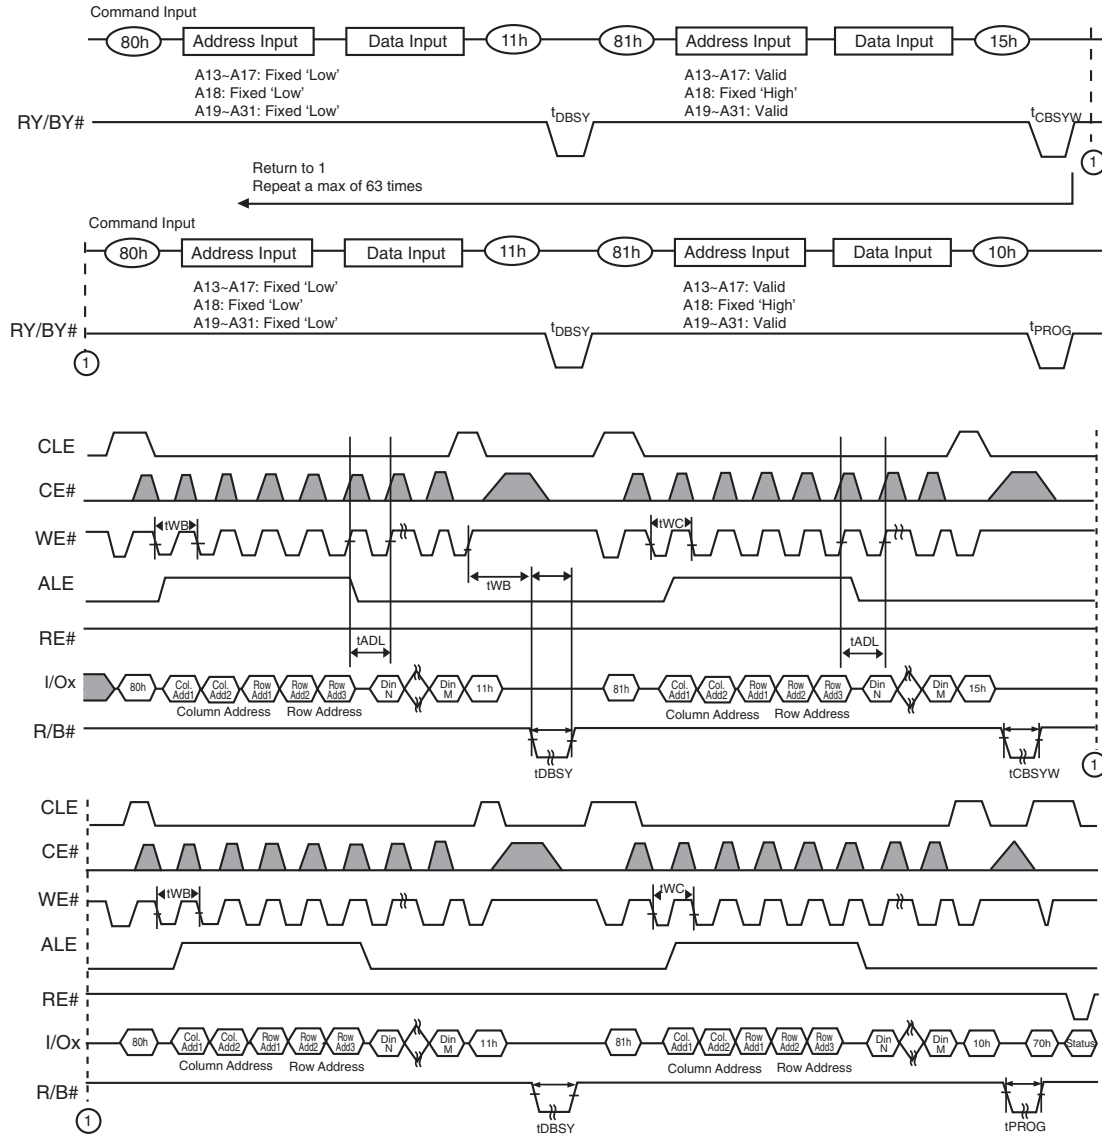 Command Input
80h Address Input Data Input 11h 81h Address Input Data Input 15h
A13~A17: Fixed 'Low' A13~A17: Valid
A18: Fixed 'Low' A18: Fixed 'High'
A19~A31: Fixed 'Low' A19~A31: Valid
RY/BY# tDBSY tCBSYW
1
Return to 1
Repeat a max of 63 times
Command Input
80h Address Input Data Input 11h 81h Address Input Data Input 10h
A13~A17: Fixed 'Low' A13~A17: Valid
A18: Fixed 'Low' A18: Fixed 'High'
A19~A31: Fixed 'Low' A19~A31: Valid
RY/BY# tDBSY tPROG
1
CLE
CE#
WE# tWB tWC
ALE tWB
RE#
tADL tADL
I/Ox 80h Col. Add1 Col. Add2 Row Add1 Row Add2 Row Add3 Din N Din M 11h 81h Col. Add1 Col. Add2 Row Add1 Row Add2 Row Add3 Din N Din M 15h
Column Address Row Address Column Address Row Address
R/B#
tDBSY tCBSYW 1
CLE
CE#
WE# tWB tWC
ALE
RE#
I/Ox 80h Col. Add1 Col. Add2 Row Add1 Row Add2 Row Add3 Din N Din M 11h 81h Col. Add1 Col. Add2 Row Add1 Row Add2 Row Add3 Din N Din M 10h 70h Status
Column Address Row Address Column Address Row Address
R/B#
1 tDBSY tPROG